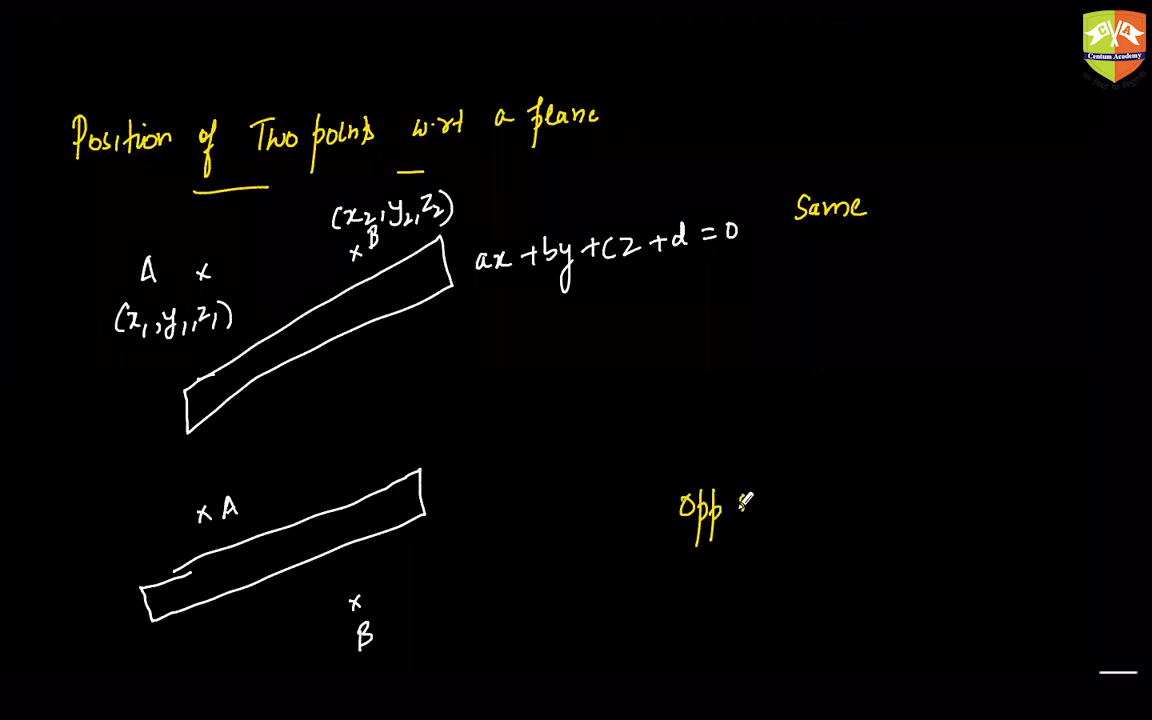 Position of Two points w.r.t a plane
(x₂,y₂,z₂)
Same
B
ax+by+cz+d=0
A
(x₁,y₁,z₁)
A
opp
B
C A
Centum Academy